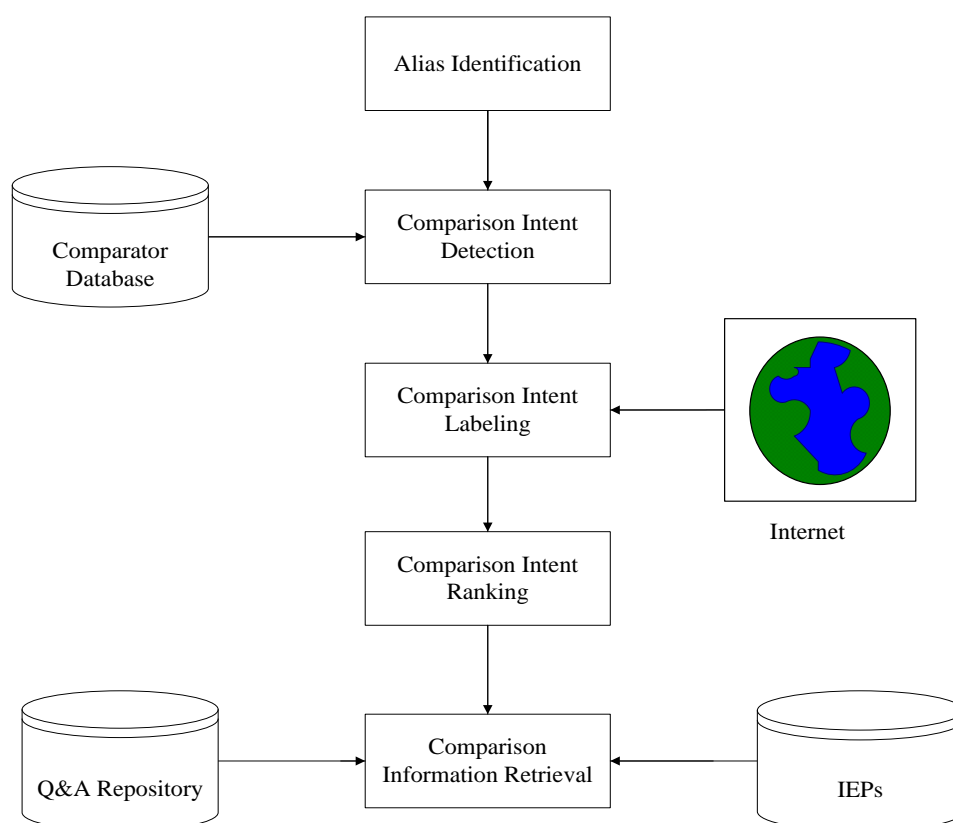 Alias Identification
Comparator
Database
Comparison Intent
Detection
Comparison Intent
Labeling
Internet
Comparison Intent
Ranking
Q&A Repository
Comparison
Information Retrieval
IEPs